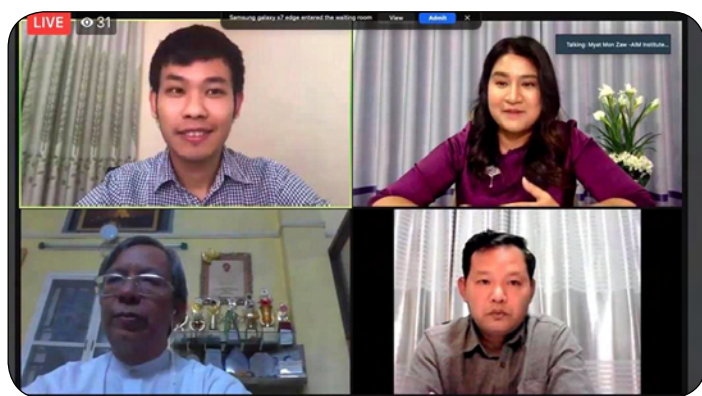 LIVE 31
Samsung galaxy s7 edge entered the waiting room View Admit
Talking: Myat Mon Zaw -AIM Institute...